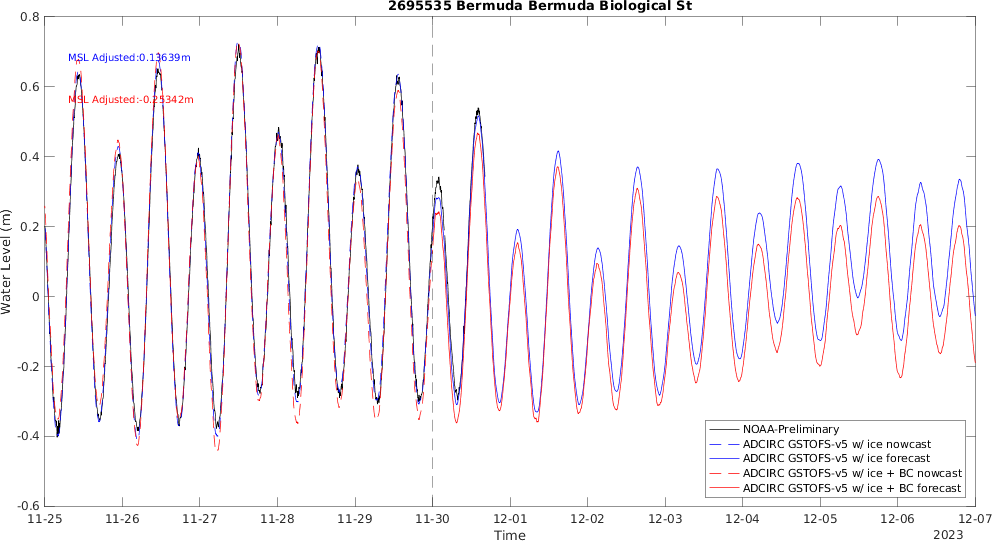 2695535 Bermuda Bermuda Biological St
0.8
0.6
0.4
0.2
0
-0.2
-0.4
-0.6
Water Level (m)
MSL Adjusted:0.13639m
MSL Adjusted:-0.25342m
NOAA-Preliminary
ADCIRC GSTOFS-v5 w/ ice nowcast
ADCIRC GSTOFS-v5 w/ ice forecast
ADCIRC GSTOFS-v5 w/ ice + BC nowcast
ADCIRC GSTOFS-v5 w/ ice + BC forecast
11-25 11-26 11-27 11-28 11-29 11-30 12-01 12-02 12-03 12-04 12-05 12-06 12-07
Time
2023